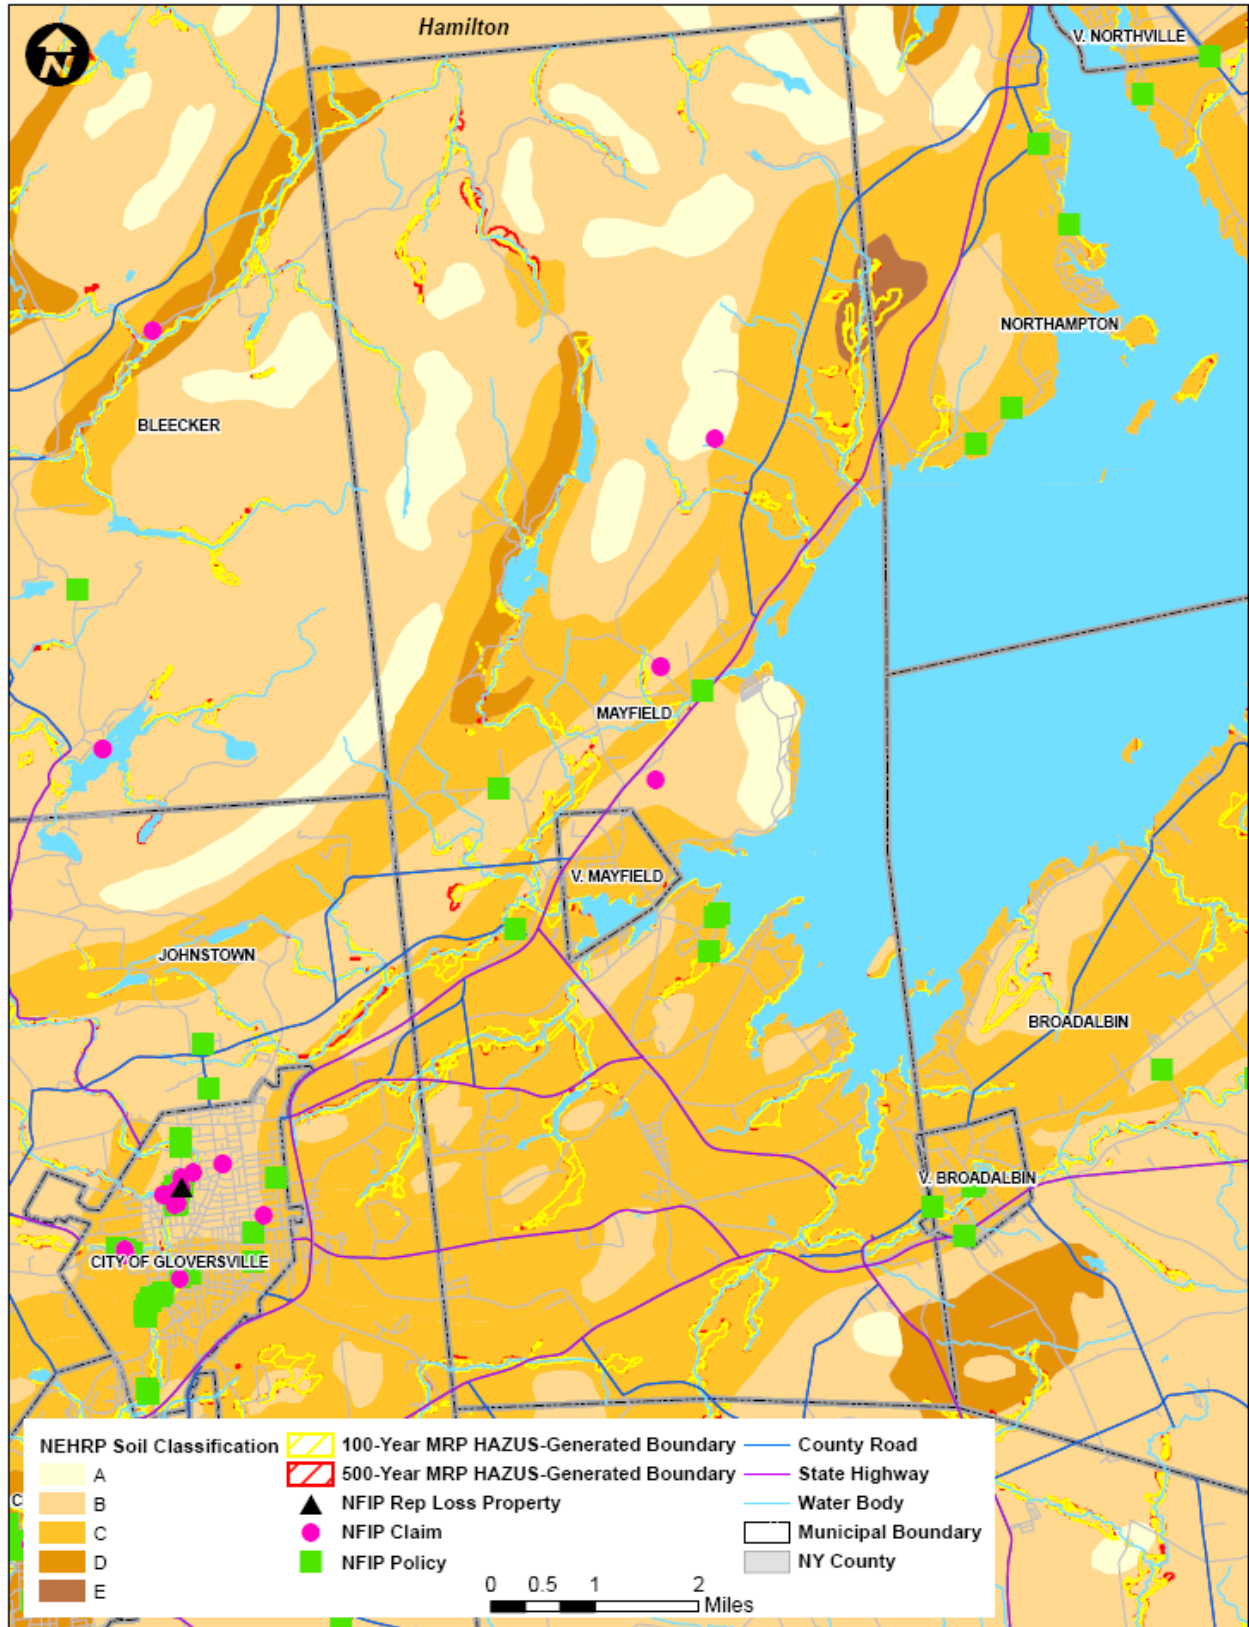 Hamilton
V. NORTHVILLE
N
NORTHAMPTON
BLEECKER
MAYFIELD
V. MAYFIELD
JOHNSTOWN
BROADALBIN
V. BROADALBIN
CITY OF GLOVERSVILLE
C
NEHRP Soil Classification
A
B
C
D
E
100-Year MRP HAZUS-Generated Boundary
500-Year MRP HAZUS-Generated Boundary
NFIP Rep Loss Property
NFIP Claim
NFIP Policy
County Road
State Highway
Water Body
Municipal Boundary
NY County
0 0.5 1 2
Miles